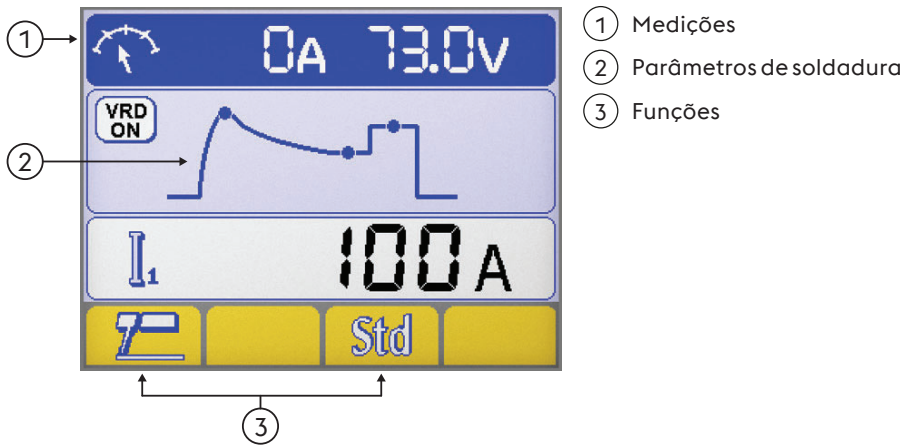 1
0A 73.0V
VRD
ON
2
I1
100A
Std
3
1 Medições
2 Parâmetros de soldadura
3 Funções